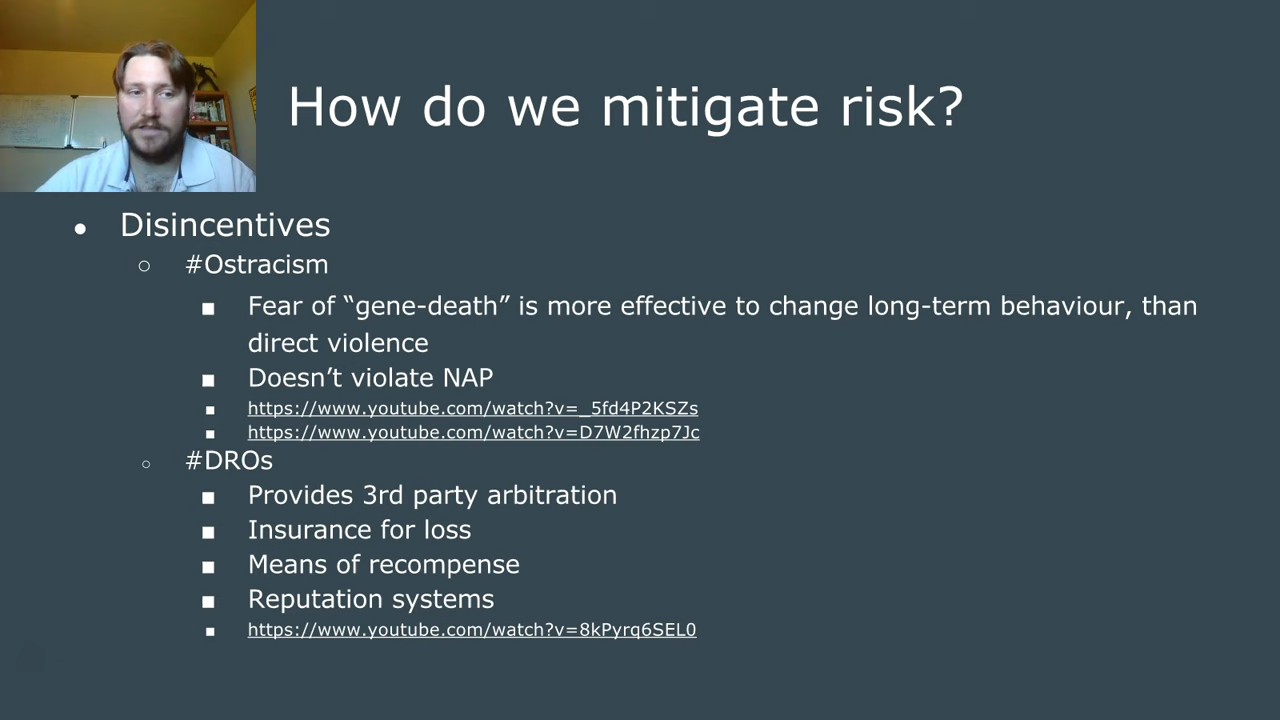 How do we mitigate risk?
● Disincentives
○ #Ostracism
■ Fear of “gene-death” is more effective to change long-term behaviour, than
direct violence
■ Doesn’t violate NAP
■ https://www.youtube.com/watch?v=_5fd4P2KSZs
■ https://www.youtube.com/watch?v=D7W2fhzp7Jc
○ #DROs
■ Provides 3rd party arbitration
■ Insurance for loss
■ Means of recompense
■ Reputation systems
■ https://www.youtube.com/watch?v=8kPyrq6SEL0